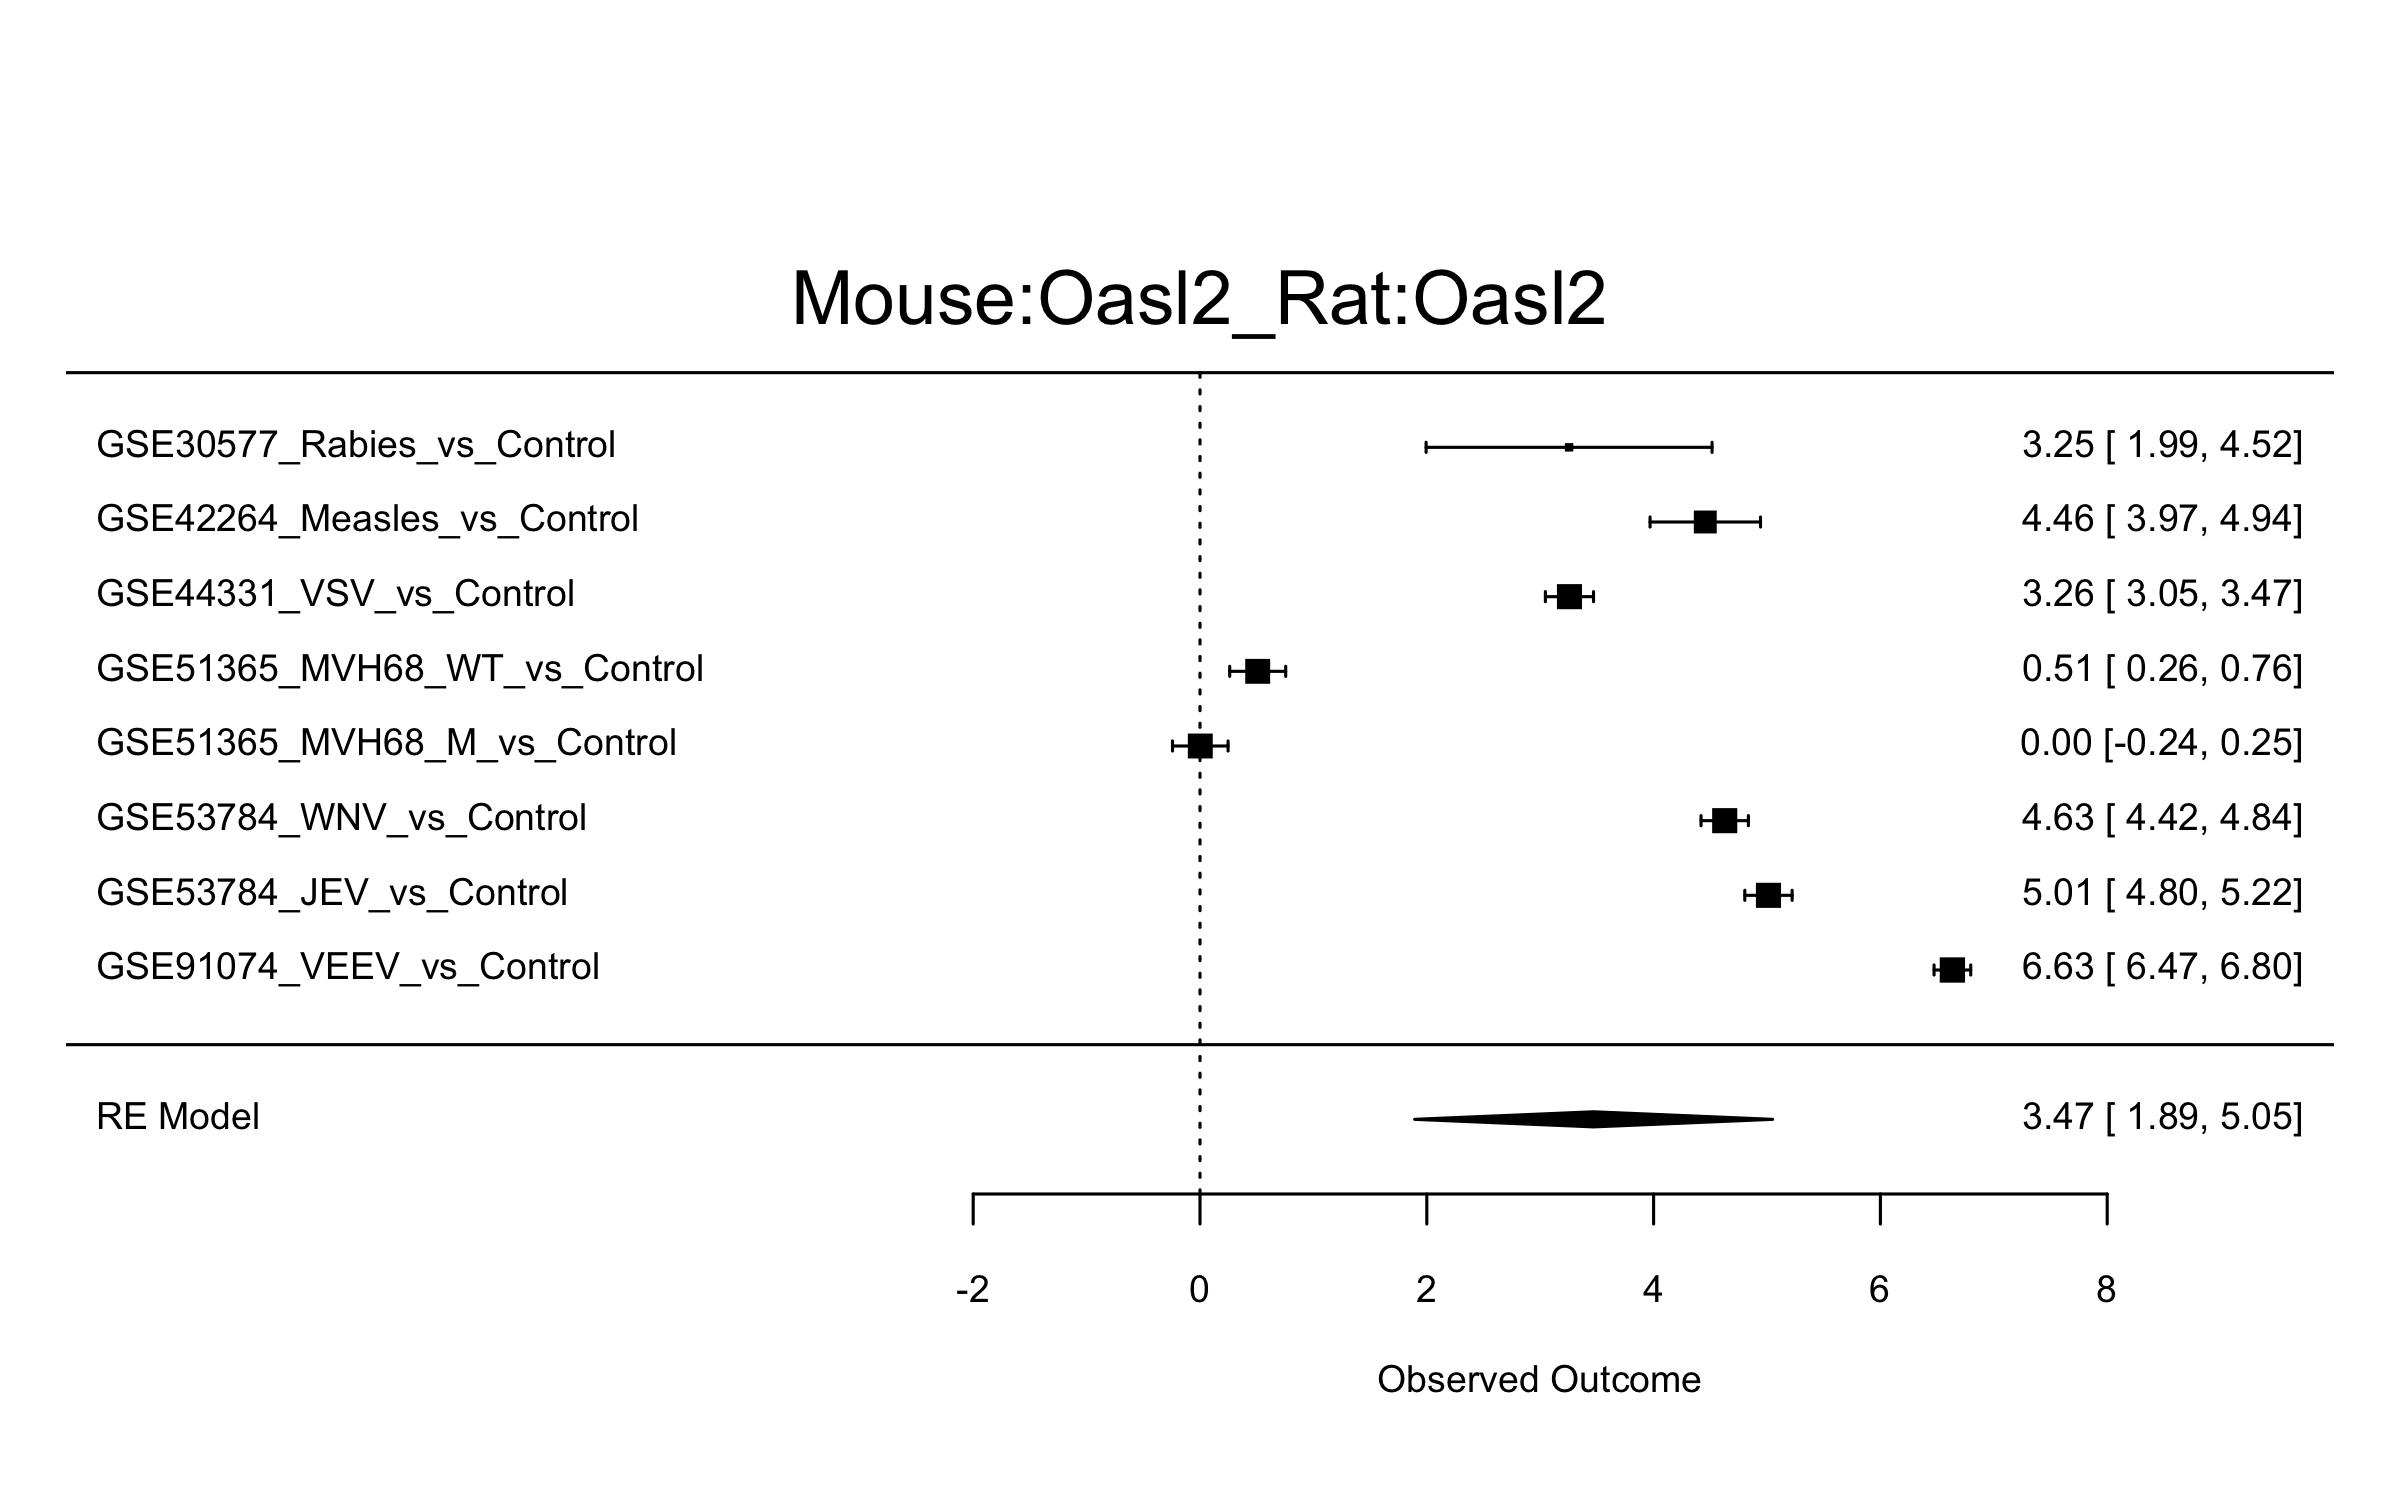 Mouse:Oasl2_Rat:Oasl2
GSE30577_Rabies_vs_Control 3.25 [ 1.99, 4.52]
GSE42264_Measles_vs_Control 4.46 [ 3.97, 4.94]
GSE44331_VSV_vs_Control 3.26 [ 3.05, 3.47]
GSE51365_MVH68_WT_vs_Control 0.51 [ 0.26, 0.76]
GSE51365_MVH68_M_vs_Control 0.00 [-0.24, 0.25]
GSE53784_WNV_vs_Control 4.63 [ 4.42, 4.84]
GSE53784_JEV_vs_Control 5.01 [ 4.80, 5.22]
GSE91074_VEEV_vs_Control 6.63 [ 6.47, 6.80]
RE Model 3.47 [ 1.89, 5.05]
-2 0 2 4 6 8
Observed Outcome